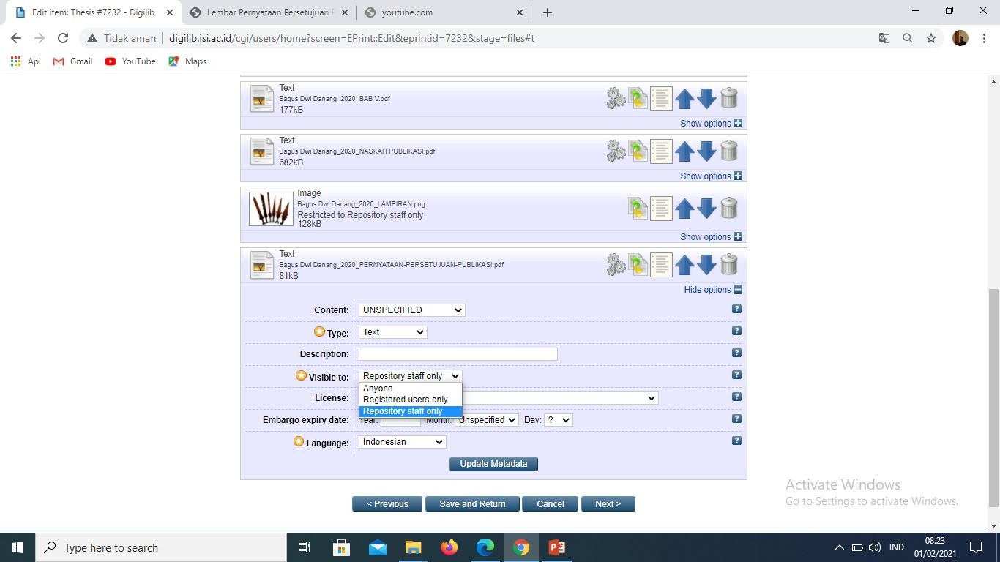 Edit item: Thesis #7232 - Digilib
Lembar Pernyataan Persetujuan P
youtube.com
Tidak aman
digilib.isi.ac.id/cgi/users/home?screen=EPrint::Edit&eprintid=7232&stage=files#t
Apl
Gmail
YouTube
Maps
Text
Bagus Dwi Danang_2020_BAB V.pdf
177kB
Show options
Text
Bagus Dwi Danang_2020_NASKAH PUBLIKASI.pdf
682kB
Show options
Image
Bagus Dwi Danang_2020_LAMPIRAN.png
Restricted to Repository staff only
128kB
Show options
Text
Bagus Dwi Danang_2020_PERNYATAAN-PERSETUJUAN-PUBLIKASI.pdf
81kB
Hide options
Content: UNSPECIFIED ?
Type: Text ?
Description: ?
Visible to: Repository staff only ?
Anyone
Registered users only
Repository staff only
License: ?
Embargo expiry date: Year: Month: Unspecified Day: ? ?
Language: Indonesian ?
Update Metadata
< Previous
Save and Return
Cancel
Next >
Activate Windows
Go to Settings to activate Windows.
Type here to search
IND
08.23
01/02/2021